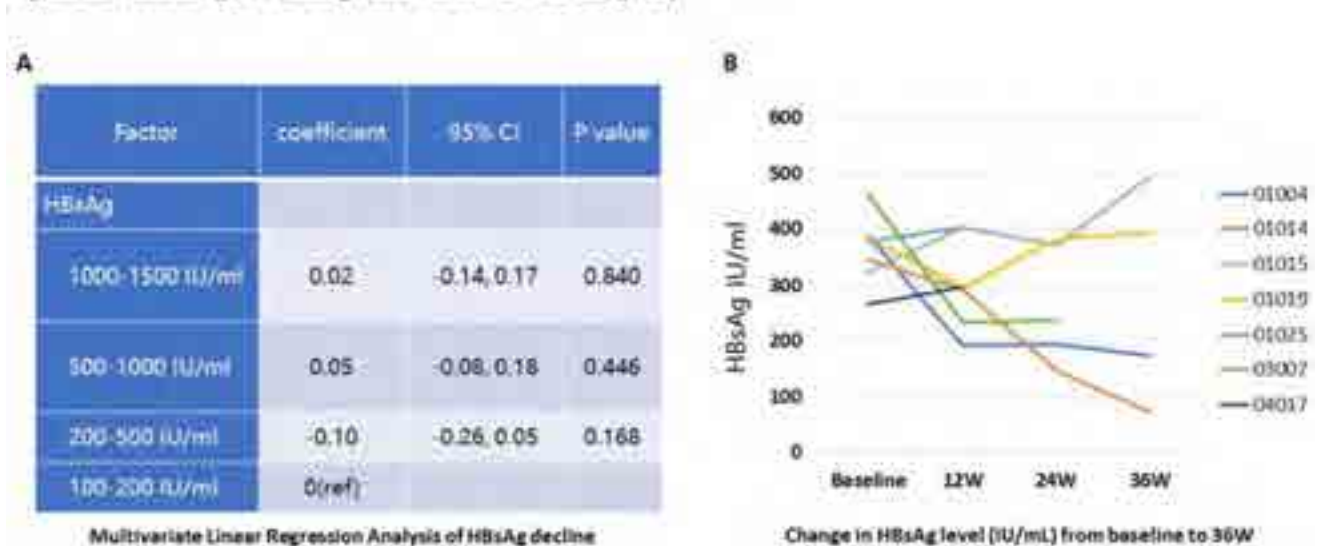 A
Factor coefficient 95% CI P value
HBsAg
1000-1500 IU/ml 0.02 -0.14, 0.17 0.840
500-1000 IU/ml 0.05 -0.08, 0.18 0.446
200-500 IU/ml -0.10 -0.26, 0.05 0.168
100-200 IU/ml 0(ref)
Multivariate Linear Regression Analysis of HBsAg decline
B
HBsAg IU/ml
600
500
400
300
200
100
0
Baseline 12W 24W 36W
01004
01014
01015
01019
01025
03007
04017
Change in HBsAg level (IU/mL) from baseline to 36W